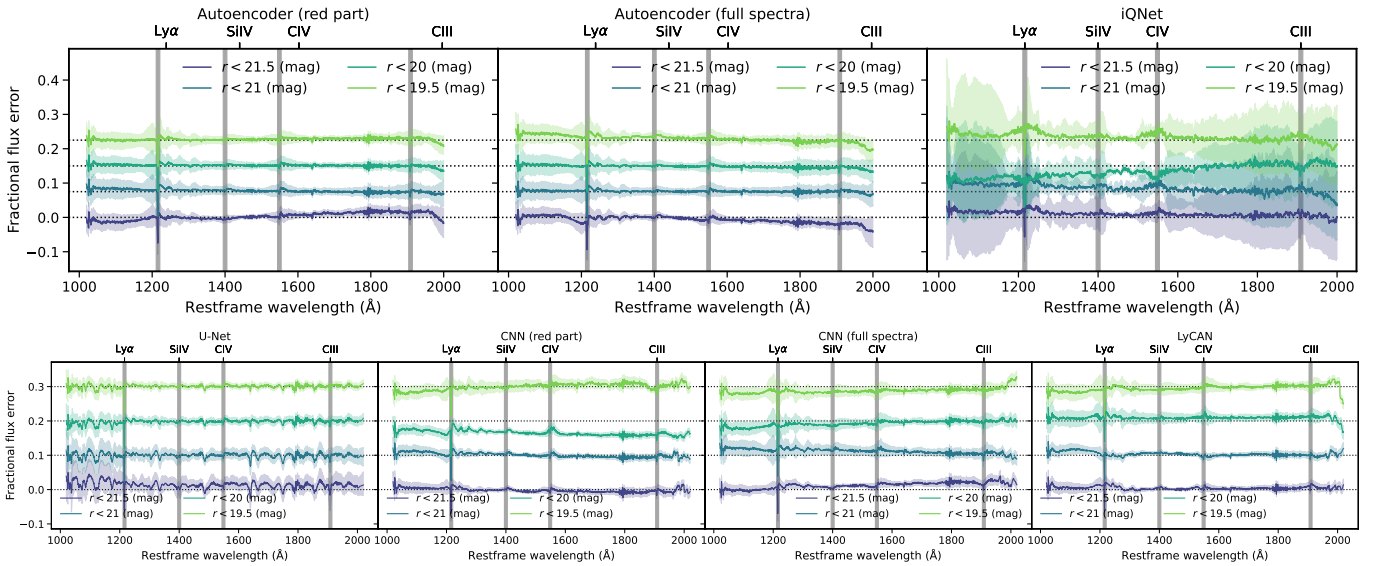 Autoencoder (red part) Autoencoder (full spectra) iQNet
Lyα SiIV CIV CIII Lyα SiIV CIV CIII Lyα SiIV CIV CIII
r < 21.5 (mag) r < 20 (mag) r < 21.5 (mag) r < 20 (mag) r < 21.5 (mag) r < 20 (mag)
r < 21 (mag) r < 19.5 (mag) r < 21 (mag) r < 19.5 (mag) r < 21 (mag) r < 19.5 (mag)
0.4
0.3
0.2
0.1
0.0
−0.1
Fractional flux error
1000 1200 1400 1600 1800 2000 1000 1200 1400 1600 1800 2000 1000 1200 1400 1600 1800 2000
Restframe wavelength (Å) Restframe wavelength (Å) Restframe wavelength (Å)
U-Net CNN (red part) CNN (full spectra) LyCAN
Lyα SiIV CIV CIII Lyα SiIV CIV CIII Lyα SiIV CIV CIII Lyα SiIV CIV CIII
0.3
0.2
0.1
0.0
−0.1
Fractional flux error
r < 21.5 (mag) r < 20 (mag) r < 21.5 (mag) r < 20 (mag) r < 21.5 (mag) r < 20 (mag) r < 21.5 (mag) r < 20 (mag)
r < 21 (mag) r < 19.5 (mag) r < 21 (mag) r < 19.5 (mag) r < 21 (mag) r < 19.5 (mag) r < 21 (mag) r < 19.5 (mag)
1000 1200 1400 1600 1800 2000 1000 1200 1400 1600 1800 2000 1000 1200 1400 1600 1800 2000 1000 1200 1400 1600 1800 2000
Restframe wavelength (Å) Restframe wavelength (Å) Restframe wavelength (Å) Restframe wavelength (Å)